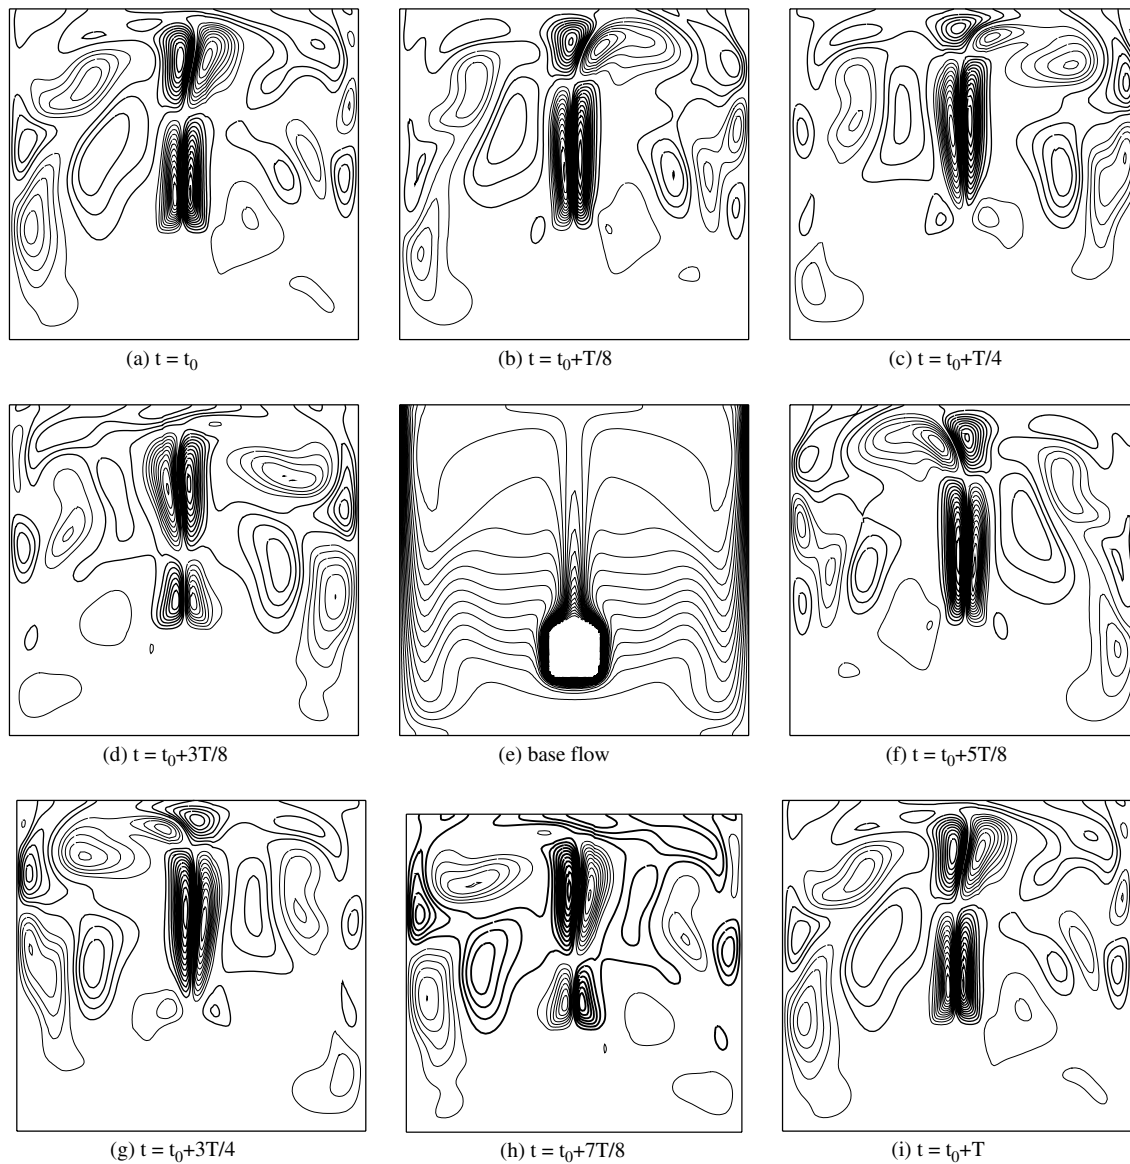 (a) t = t₀
(b) t = t₀+T/8
(c) t = t₀+T/4
(d) t = t₀+3T/8
(e) base flow
(f) t = t₀+5T/8
(g) t = t₀+3T/4
(h) t = t₀+7T/8
(i) t = t₀+T